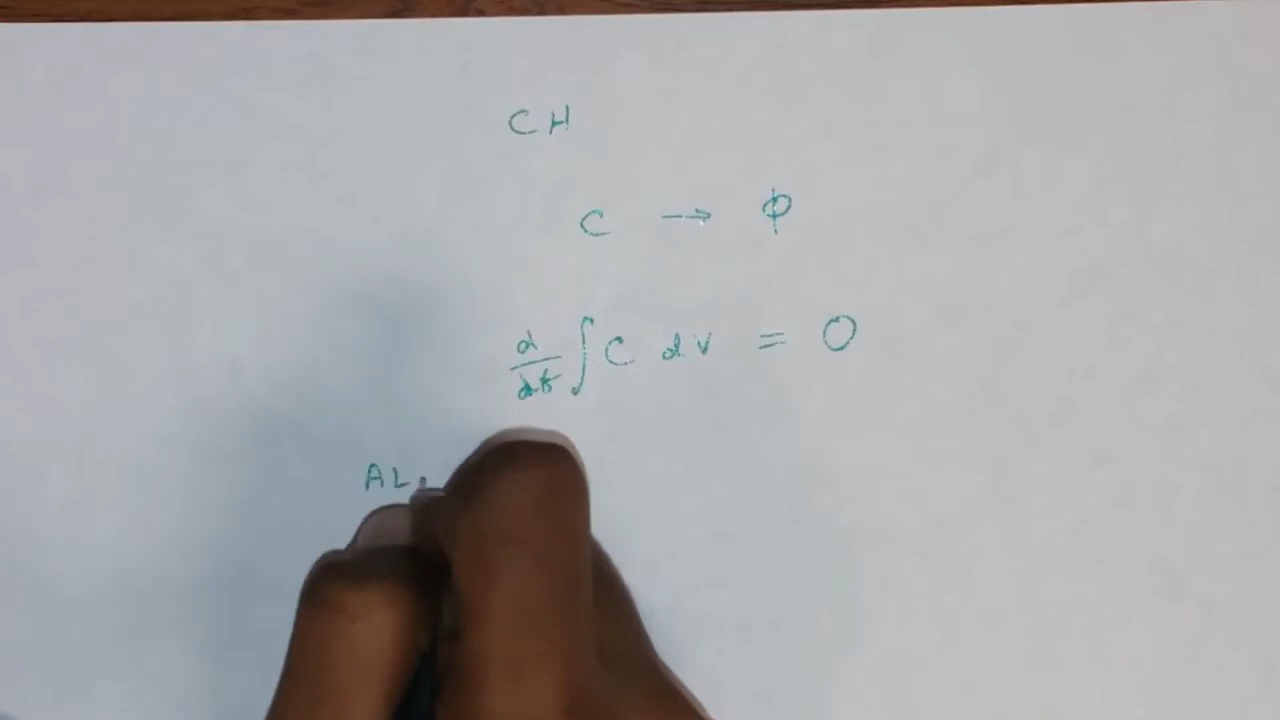 CH
C → φ
d/dt ∫ C dV = 0
AL